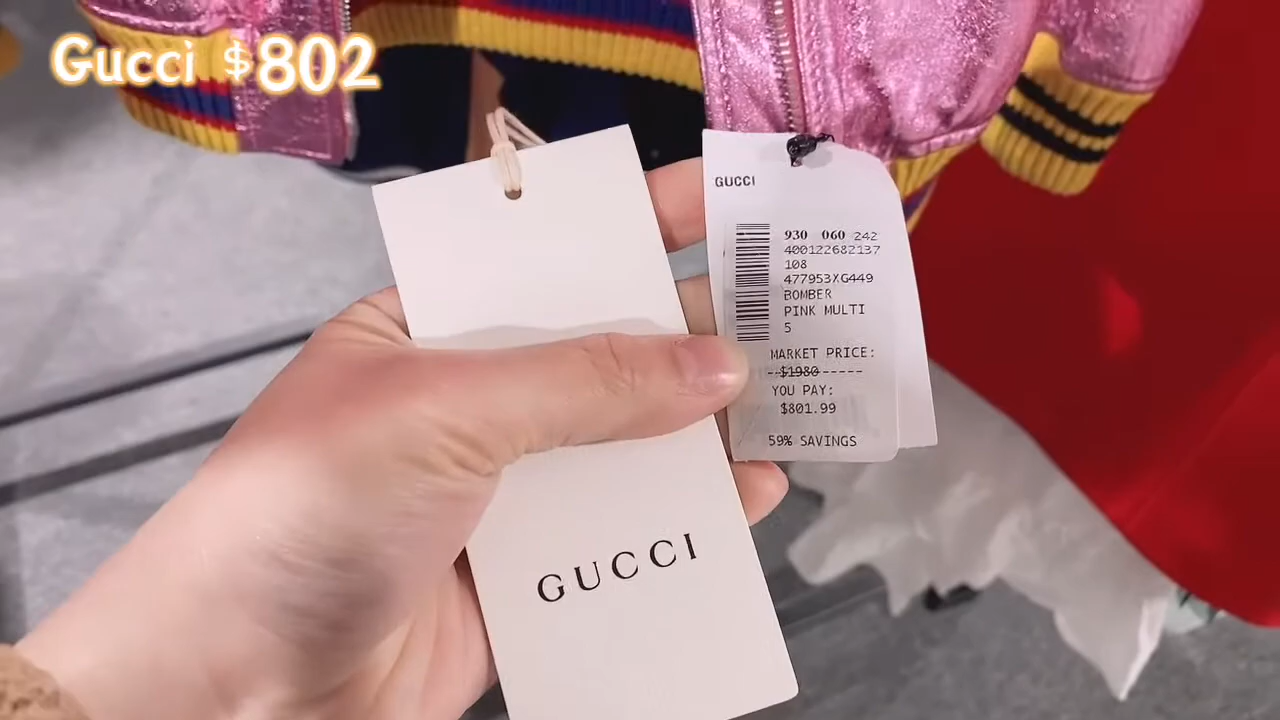 Gucci $802
GUCCI
930 060 242
400122682137
108
477953XG449
BOMBER
PINK MULTI
5
MARKET PRICE:
--$1980-----
YOU PAY:
$801.99
59% SAVINGS
GUCCI